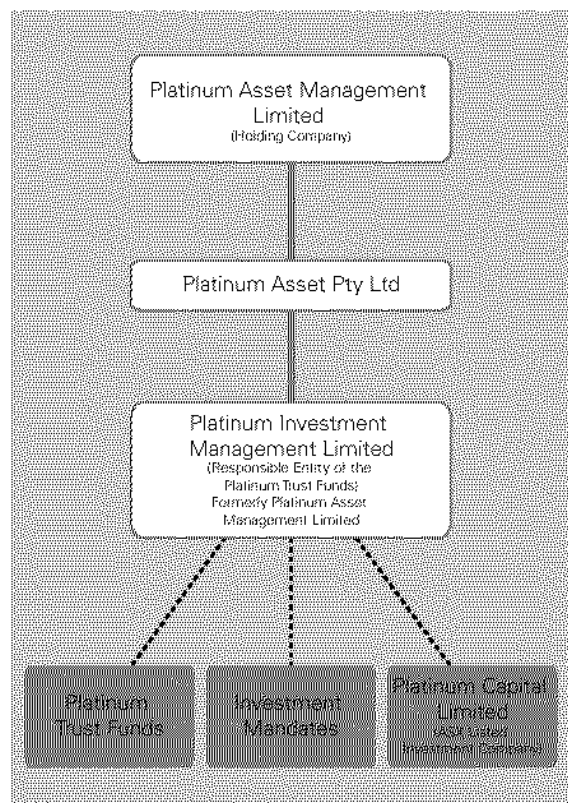 Platinum Asset Management
Limited
(Holding Company)
Platinum Asset Pty Ltd
Platinum Investment
Management Limited
(Responsible Entity of the
Platinum Trust Funds)
Formerly Platinum Asset
Management Limited
Platinum
Trust Funds
Investment
Mandates
Platinum Capital
Limited
(ASX Listed
Investment Company)